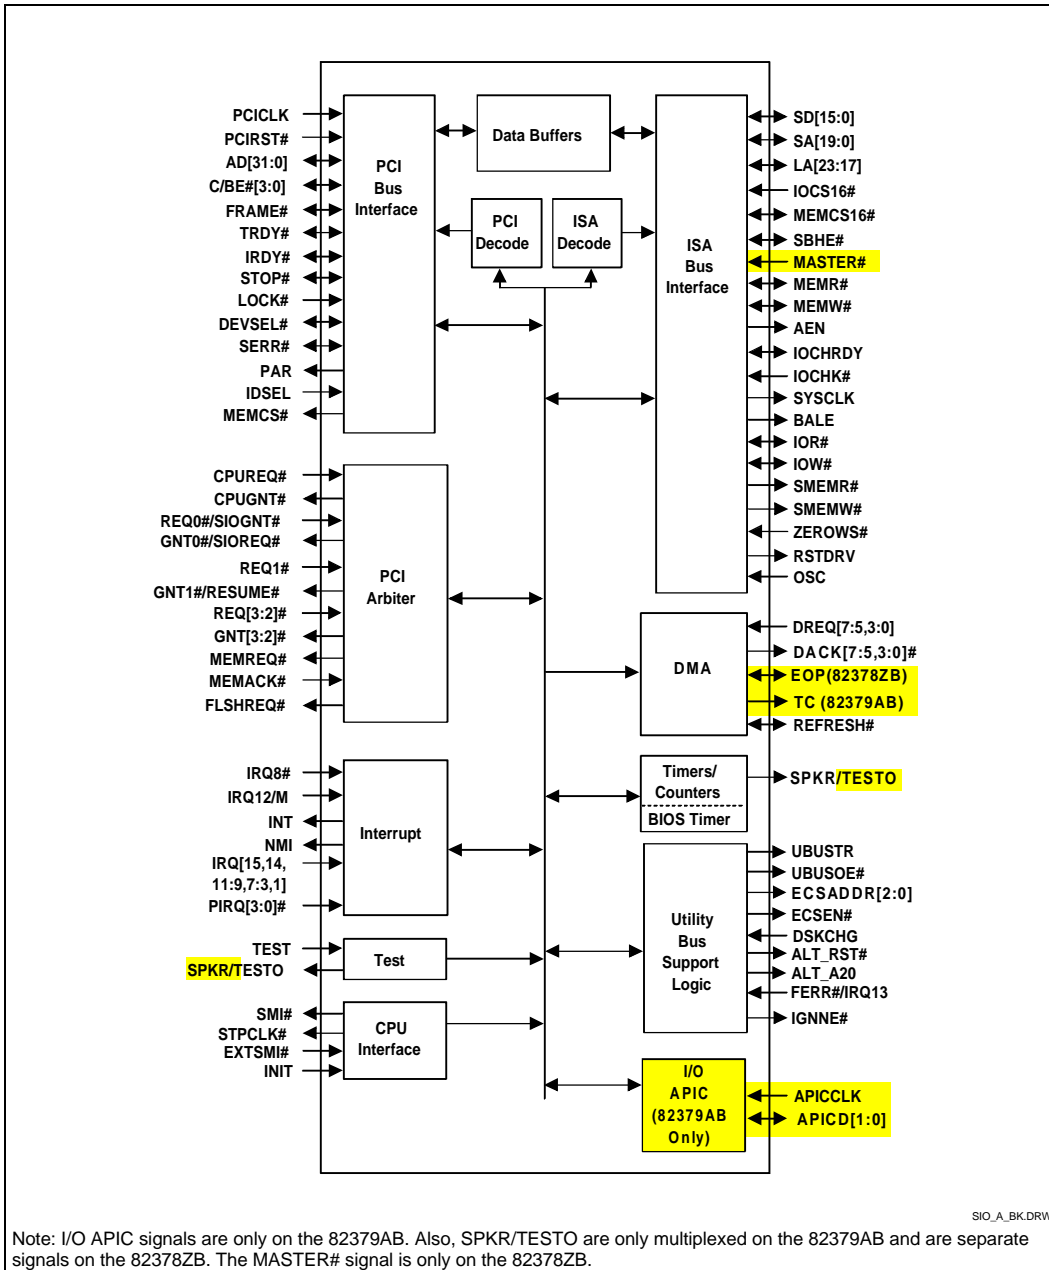 PCICLK
PCIRST#
AD[31:0]
C/BE#[3:0]
FRAME#
TRDY#
IRDY#
STOP#
LOCK#
DEVSEL#
SERR#
PAR
IDSEL
MEMCS#
PCI
Bus
Interface
Data Buffers
PCI
Decode
ISA
Decode
ISA
Bus
Interface
SD[15:0]
SA[19:0]
LA[23:17]
IOCS16#
MEMCS16#
SBHE#
MASTER#
MEMR#
MEMW#
AEN
IOCHRDY
IOCHK#
SYSCLK
BALE
IOR#
IOW#
SMEMR#
SMEMW#
ZEROWS#
RSTDRV
OSC
CPUREQ#
CPUGNT#
REQ0#/SIOGNT#
GNT0#/SIOREQ#
REQ1#
GNT1#/RESUME#
REQ[3:2]#
GNT[3:2]#
MEMREQ#
MEMACK#
FLSHREQ#
PCI
Arbiter
DMA
DREQ[7:5,3:0]
DACK[7:5,3:0]#
EOP(82378ZB)
TC (82379AB)
REFRESH#
IRQ8#
IRQ12/M
INT
NMI
IRQ[15,14,
11:9,7:3,1]
PIRQ[3:0]#
Interrupt
Timers/
Counters
BIOS Timer
SPKR/TESTO
TEST
SPKR/TESTO
Test
Utility
Bus
Support
Logic
UBUSTR
UBUSOE#
ECSADDR[2:0]
ECSEN#
DSKCHG
ALT_RST#
ALT_A20
FERR#/IRQ13
IGNNE#
SMI#
STPCLK#
EXTSMI#
INIT
CPU
Interface
I/O
APIC
(82379AB
Only)
APICCLK
APICD[1:0]
SIO_A_BK.DRW
Note: I/O APIC signals are only on the 82379AB. Also, SPKR/TESTO are only multiplexed on the 82379AB and are separate
signals on the 82378ZB. The MASTER# signal is only on the 82378ZB.